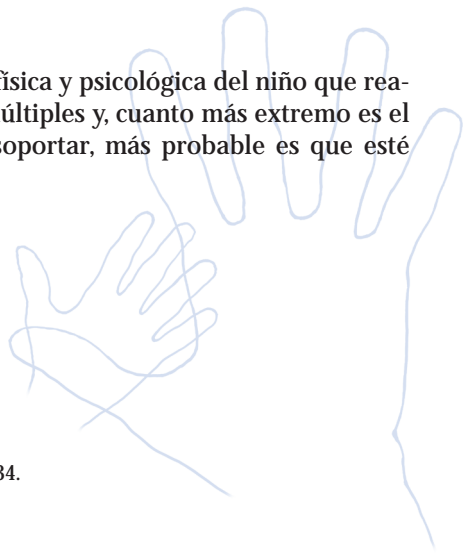 física y psicológica del niño que rea-
últiples y, cuanto más extremo es el
soportar, más probable es que esté
34.